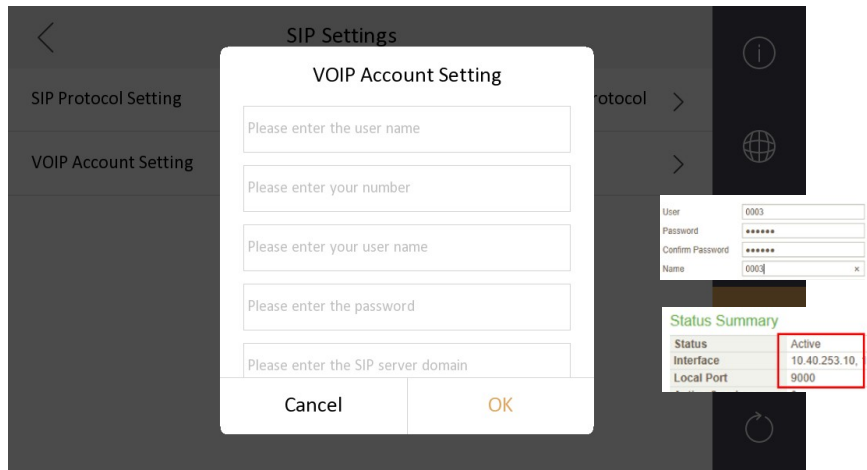 SIP Settings
VOIP Account Setting
SIP Protocol Setting
rotocol
Please enter the user name
VOIP Account Setting
Please enter your number
Please enter your user name
Please enter the password
Please enter the SIP server domain
Cancel
OK
User 0003
Password ••••••
Confirm Password ••••••
Name 0003 ×
Status Summary
Status Active
Interface 10.40.253.10,
Local Port 9000